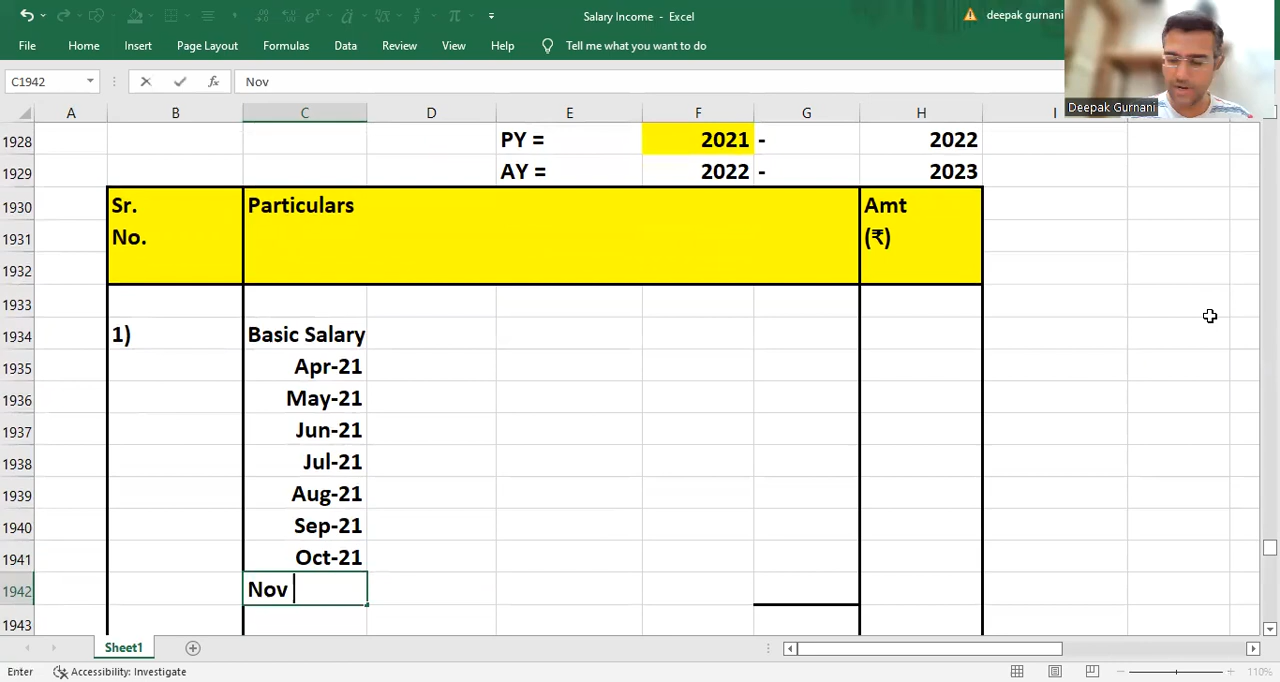 Salary Income - Excel
deepak gurnani
File Home Insert Page Layout Formulas Data Review View Help Tell me what you want to do
C1942 fx Nov
Deepak Gurnani
A B C D E F G H I
1928 PY = 2021 - 2022
1929 AY = 2022 - 2023
1930 Sr. Particulars Amt
1931 No. (₹)
1932
1933
1934 1) Basic Salary
1935 Apr-21
1936 May-21
1937 Jun-21
1938 Jul-21
1939 Aug-21
1940 Sep-21
1941 Oct-21
1942 Nov
1943
Sheet1
Enter Accessibility: Investigate 110%